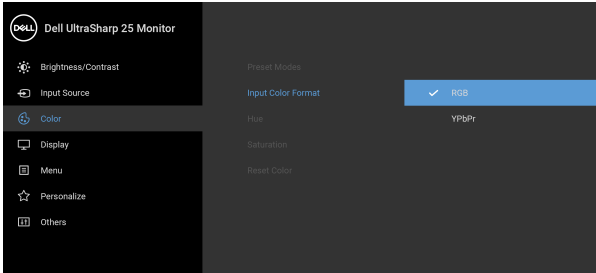 DELL
Dell UltraSharp 25 Monitor
Brightness/Contrast
Input Source
Color
Display
Menu
Personalize
Others
Preset Modes
Input Color Format
Hue
Saturation
Reset Color
RGB
YPbPr